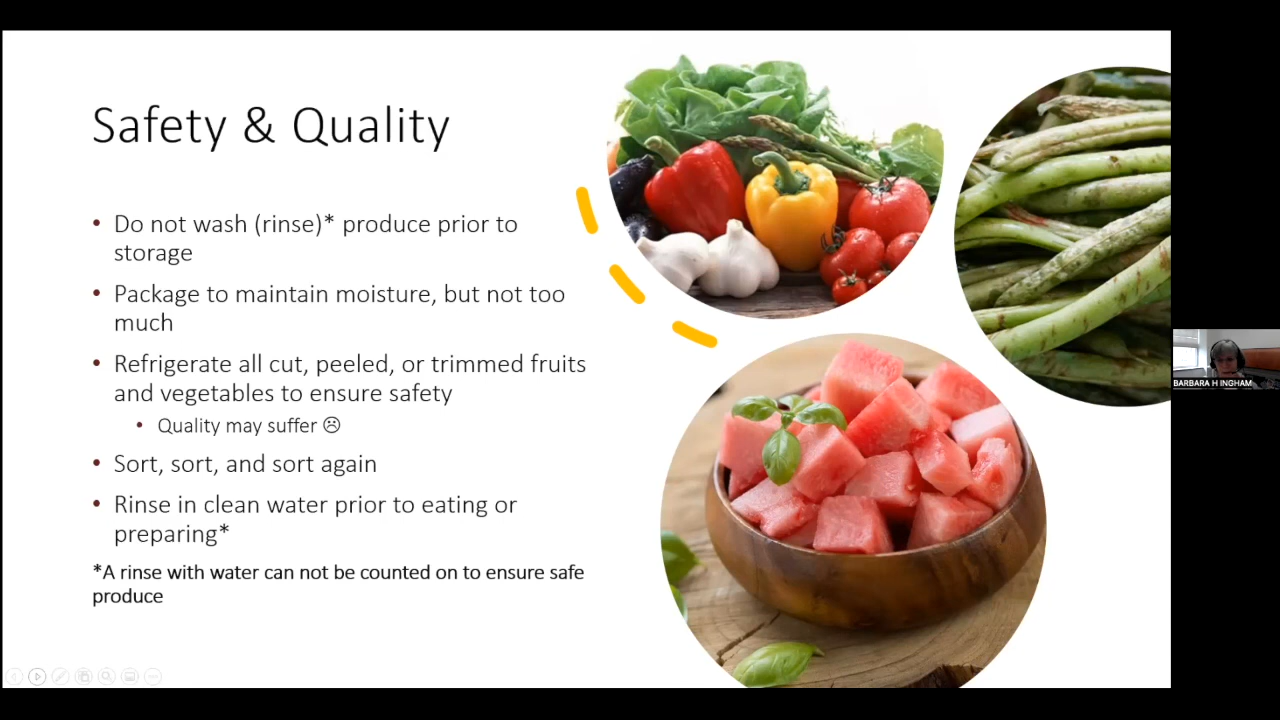 Safety & Quality
• Do not wash (rinse)* produce prior to
storage
• Package to maintain moisture, but not too
much
• Refrigerate all cut, peeled, or trimmed fruits
and vegetables to ensure safety
• Quality may suffer ☹
• Sort, sort, and sort again
• Rinse in clean water prior to eating or
preparing*
*A rinse with water can not be counted on to ensure safe
produce
BARBARA H INGHAM